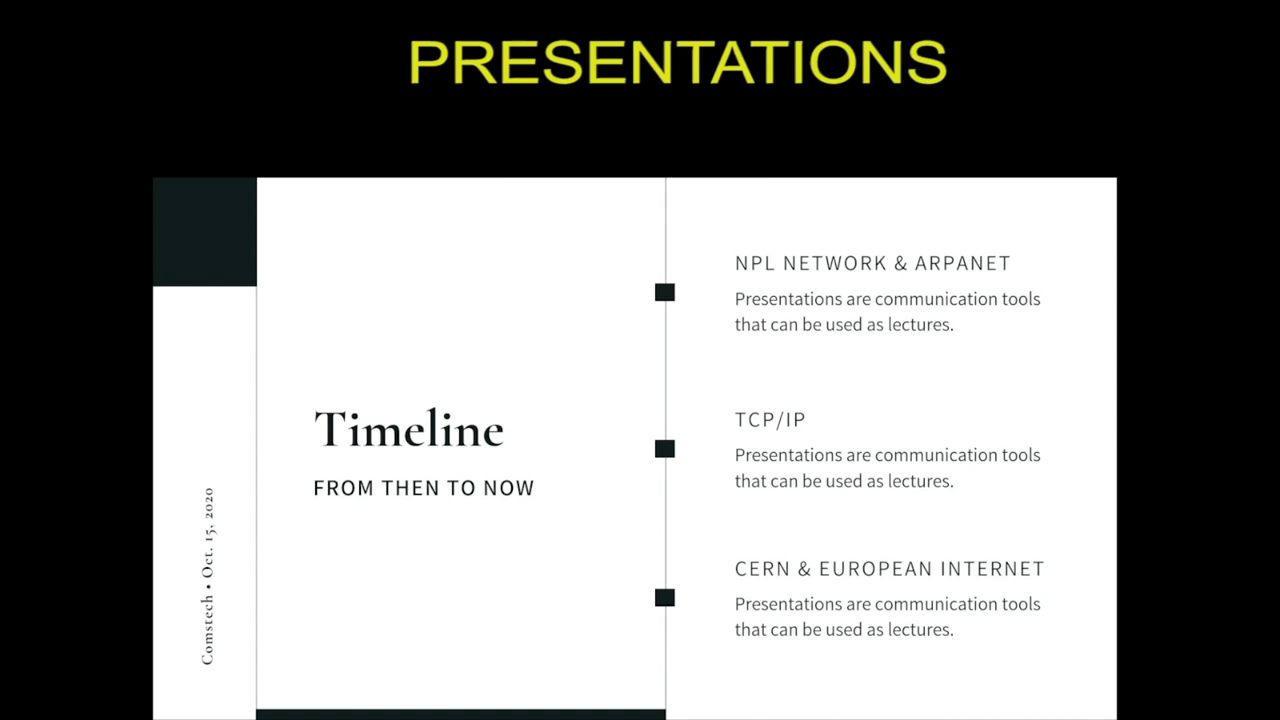 PRESENTATIONS
Timeline
FROM THEN TO NOW
Comstech • Oct. 15, 2020
NPL NETWORK & ARPANET
Presentations are communication tools
that can be used as lectures.
TCP/IP
Presentations are communication tools
that can be used as lectures.
CERN & EUROPEAN INTERNET
Presentations are communication tools
that can be used as lectures.